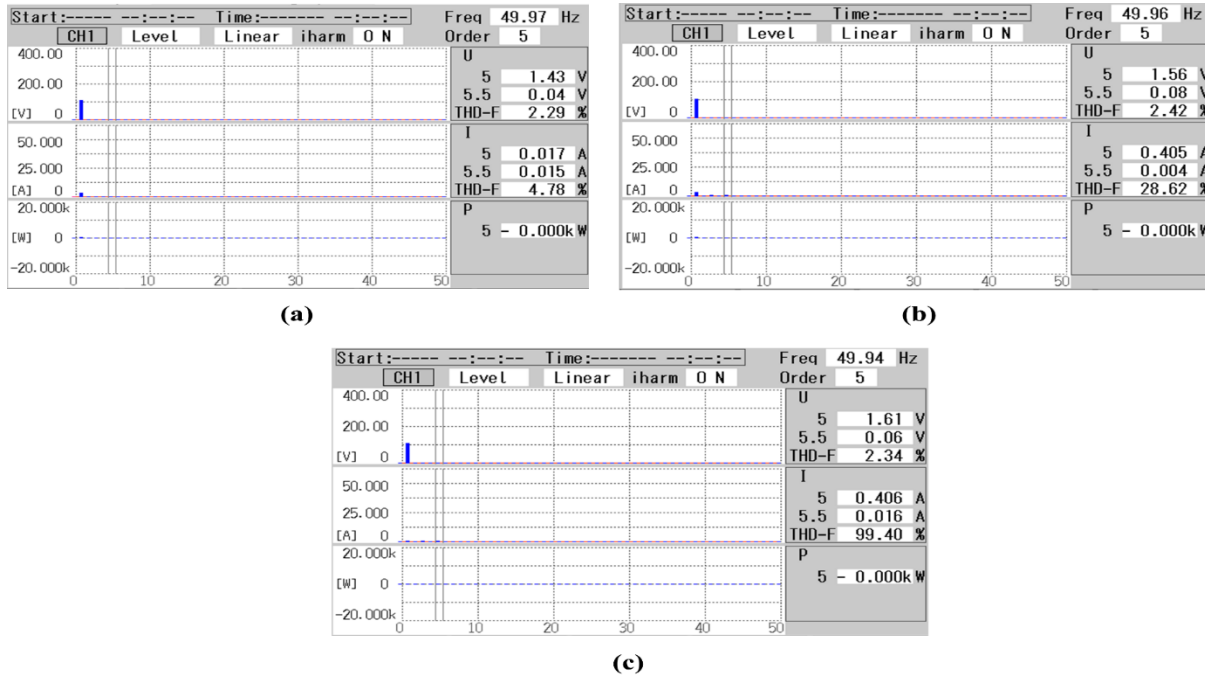 Start:----- --:--:-- Time:------- --:--:-- Freq 49.97 Hz
CH1 Level Linear iharm O N Order 5
400.00
200.00
[V] 0
U
5 1.43 V
5.5 0.04 V
THD-F 2.29 %
50.000
25.000
[A] 0
I
5 0.017 A
5.5 0.015 A
THD-F 4.78 %
20.000k
[W] 0
-20.000k
P
5 - 0.000k W
0 10 20 30 40 50
(a)
Start:----- --:--:-- Time:------- --:--:-- Freq 49.96 Hz
CH1 Level Linear iharm O N Order 5
400.00
200.00
[V] 0
U
5 1.56 V
5.5 0.08 V
THD-F 2.42 %
50.000
25.000
[A] 0
I
5 0.405 A
5.5 0.004 A
THD-F 28.62 %
20.000k
[W] 0
-20.000k
P
5 - 0.000k W
0 10 20 30 40 50
(b)
Start:----- --:--:-- Time:------- --:--:-- Freq 49.94 Hz
CH1 Level Linear iharm O N Order 5
400.00
200.00
[V] 0
U
5 1.61 V
5.5 0.06 V
THD-F 2.34 %
50.000
25.000
[A] 0
I
5 0.406 A
5.5 0.016 A
THD-F 99.40 %
20.000k
[W] 0
-20.000k
P
5 - 0.000k W
0 10 20 30 40 50
(c)